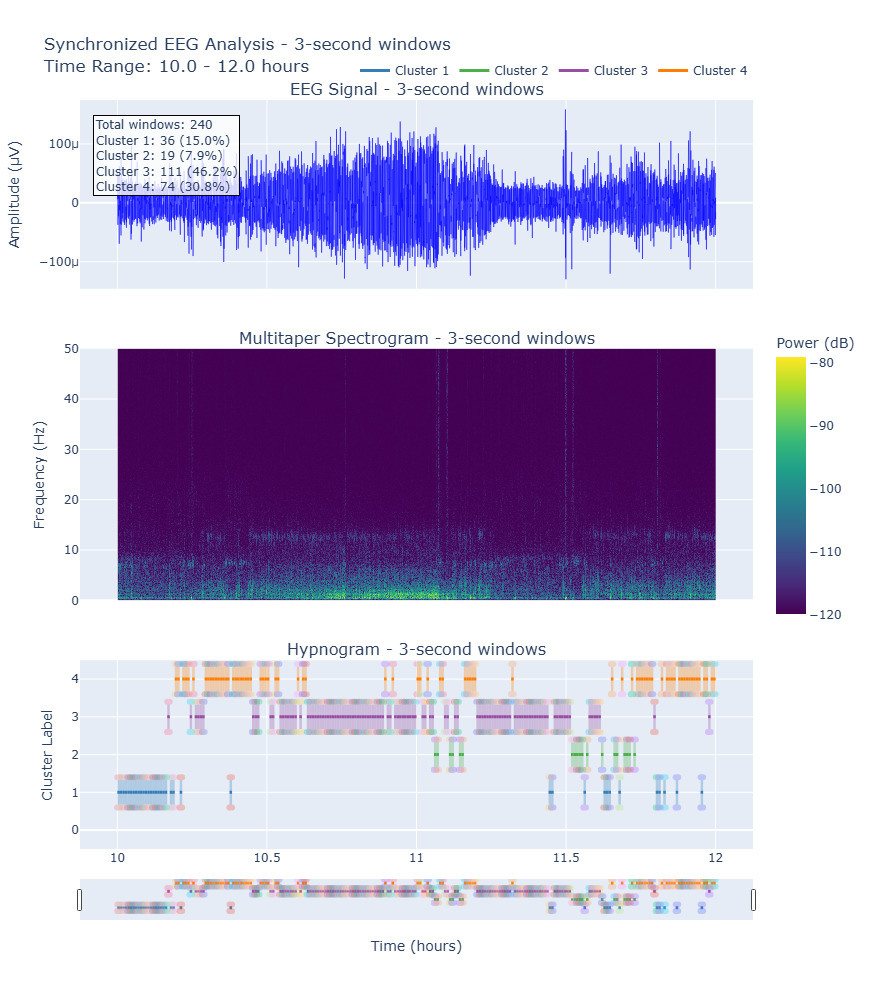 Synchronized EEG Analysis - 3-second windows
Time Range: 10.0 - 12.0 hours
Cluster 1
Cluster 2
Cluster 3
Cluster 4
EEG Signal - 3-second windows
Total windows: 240
Cluster 1: 36 (15.0%)
Cluster 2: 19 (7.9%)
Cluster 3: 111 (46.2%)
Cluster 4: 74 (30.8%)
Amplitude (μV)
100μ
0
−100μ
Multitaper Spectrogram - 3-second windows
Frequency (Hz)
50
40
30
20
10
0
Power (dB)
−80
−90
−100
−110
−120
Hypnogram - 3-second windows
Cluster Label
4
3
2
1
0
10
10.5
11
11.5
12
Time (hours)